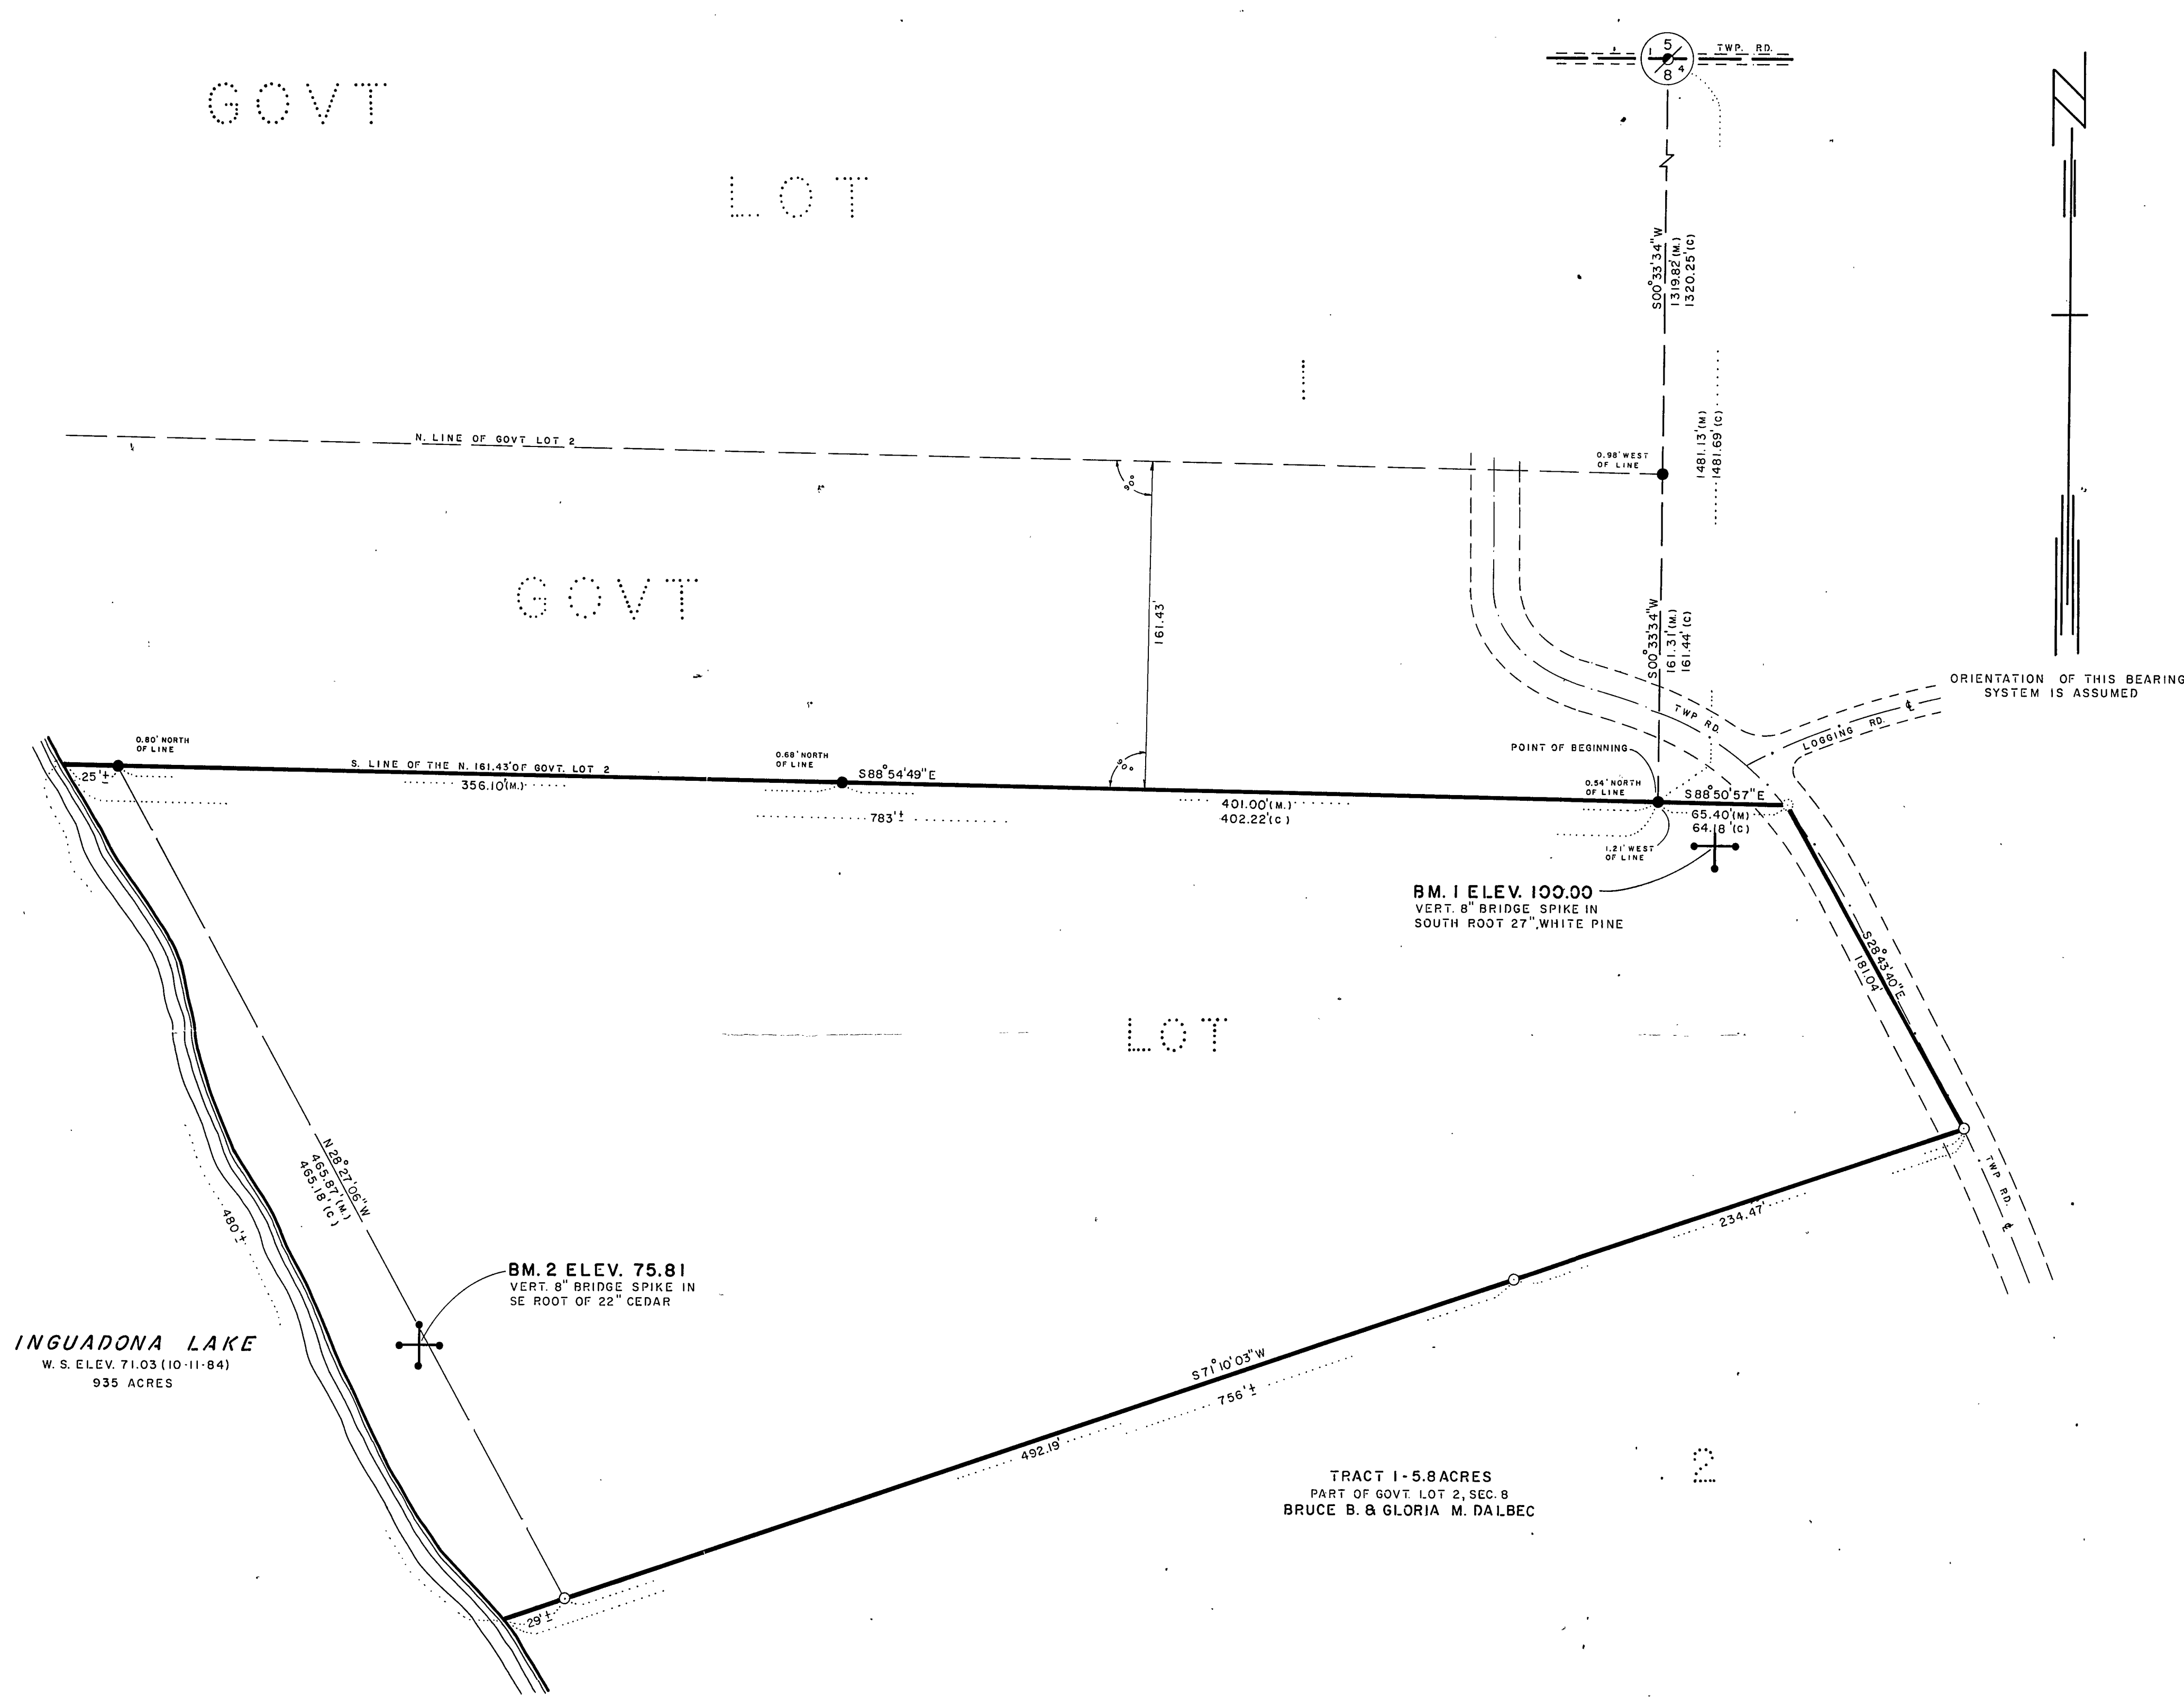 GOVT
LOT
1
5
1
4
8
TWP. RD.
S00°33'34"W
1319.82'(M.)
1320.25'(C)
1481.13'(M)
1481.69'(C)
N. LINE OF GOVT LOT 2
90°
0.98' WEST
OF LINE
GOVT
161.43'
S00°33'34"W
161.31'(M.)
161.44'(C)
ORIENTATION OF THIS BEARING
SYSTEM IS ASSUMED
TWP RD.
LOGGING RD. ℄
POINT OF BEGINNING
0.80' NORTH
OF LINE
25'±
S. LINE OF THE N. 161.43' OF GOVT. LOT 2
356.10'(M.)
0.68' NORTH
OF LINE
S88°54'49"E
783'±
90°
401.00'(M.)
402.22'(C)
0.54' NORTH
OF LINE
S88°50'57"E
65.40'(M)
64.18'(C)
1.21' WEST
OF LINE
BM. 1 ELEV. 100.00
VERT. 8" BRIDGE SPIKE IN
SOUTH ROOT 27", WHITE PINE
S28°43'40"E
181.04'
LOT
N28°27'06"W
465.87'(M.)
465.18'(C)
480'±
TWP RD. ℄
234.47'
BM. 2 ELEV. 75.81
VERT. 8" BRIDGE SPIKE IN
SE ROOT OF 22" CEDAR
INGUADONA LAKE
W. S. ELEV. 71.03 (10-11-84)
935 ACRES
S71°10'03"W
756'±
492.19'
29'±
TRACT 1 - 5.8 ACRES
PART OF GOVT. LOT 2, SEC. 8
BRUCE B. & GLORIA M. DALBEC
2
N